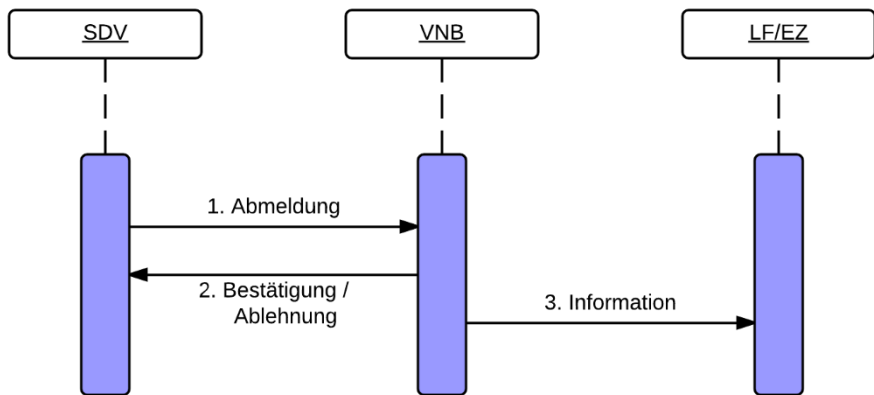 SDV
VNB
LF/EZ
1. Abmeldung
2. Bestätigung /
Ablehnung
3. Information